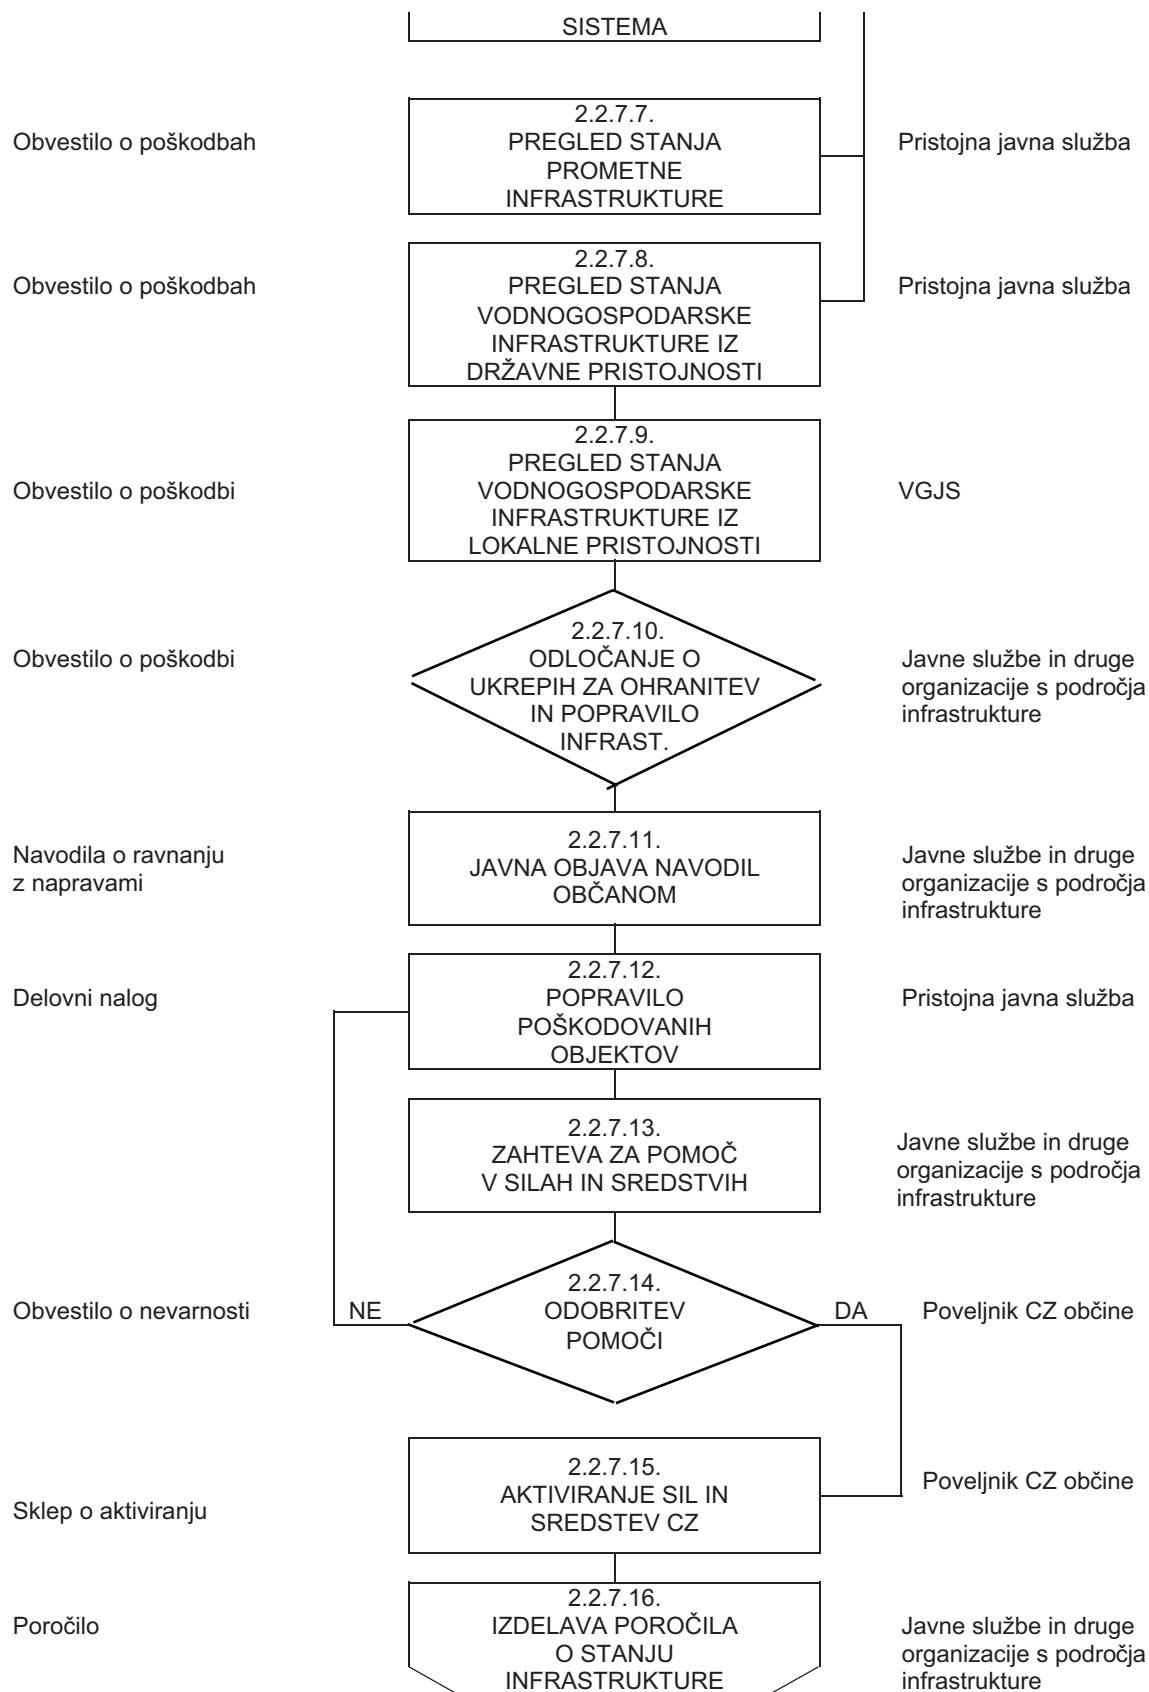 SISTEMA
Obvestilo o poškodbah
2.2.7.7.
PREGLED STANJA
PROMETNE
INFRASTRUKTURE
Pristojna javna služba
Obvestilo o poškodbah
2.2.7.8.
PREGLED STANJA
VODNOGOSPODARSKE
INFRASTRUKTURE IZ
DRŽAVNE PRISTOJNOSTI
Pristojna javna služba
Obvestilo o poškodbi
2.2.7.9.
PREGLED STANJA
VODNOGOSPODARSKE
INFRASTRUKTURE IZ
LOKALNE PRISTOJNOSTI
VGJS
Obvestilo o poškodbi
2.2.7.10.
ODLOČANJE O
UKREPIH ZA OHRANITEV
IN POPRAVILO
INFRAST.
Javne službe in druge
organizacije s področja
infrastrukture
Navodila o ravnanju
z napravami
2.2.7.11.
JAVNA OBJAVA NAVODIL
OBČANOM
Javne službe in druge
organizacije s področja
infrastrukture
Delovni nalog
2.2.7.12.
POPRAVILO
POŠKODOVANIH
OBJEKTOV
Pristojna javna služba
2.2.7.13.
ZAHTEVA ZA POMOČ
V SILAH IN SREDSTVIH
Javne službe in druge
organizacije s področja
infrastrukture
Obvestilo o nevarnosti
NE
2.2.7.14.
ODOBRITEV
POMOČI
DA
Poveljnik CZ občine
Sklep o aktiviranju
2.2.7.15.
AKTIVIRANJE SIL IN
SREDSTEV CZ
Poveljnik CZ občine
Poročilo
2.2.7.16.
IZDELAVA POROČILA
O STANJU
INFRASTRUKTURE
Javne službe in druge
organizacije s področja
infrastrukture